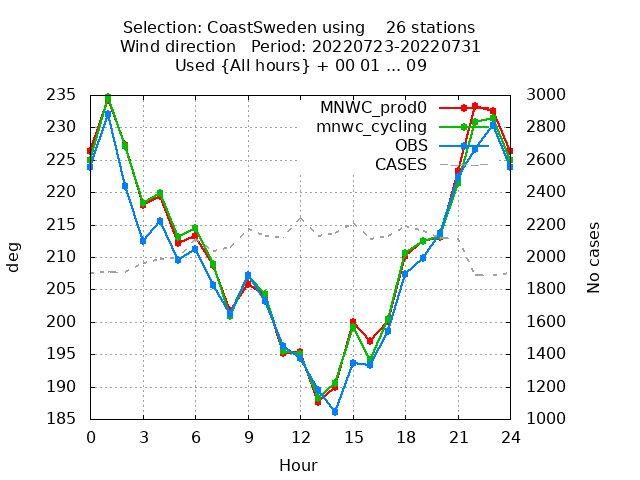 Selection: CoastSweden using    26 stations
Wind direction   Period: 20220723-20220731
Used {All hours} + 00 01 ... 09
235
230
225
220
215
210
205
200
195
190
185
3000
2800
2600
2400
2200
2000
1800
1600
1400
1200
1000
MNWC_prod0
mnwc_cycling
OBS
CASES
deg
No cases
0 3 6 9 12 15 18 21 24
Hour